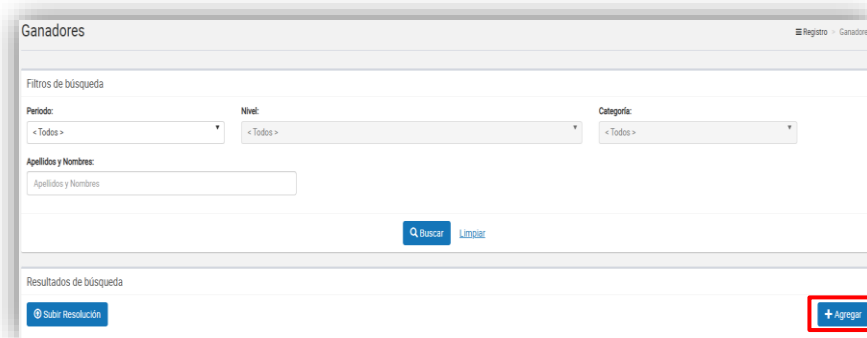 Ganadores
Registro > Ganadore
Filtros de búsqueda
Periodo: Nivel: Categoría:
< Todos > < Todos > < Todos >
Apellidos y Nombres:
Apellidos y Nombres
Buscar Limpiar
Resultados de búsqueda
Subir Resolución + Agregar